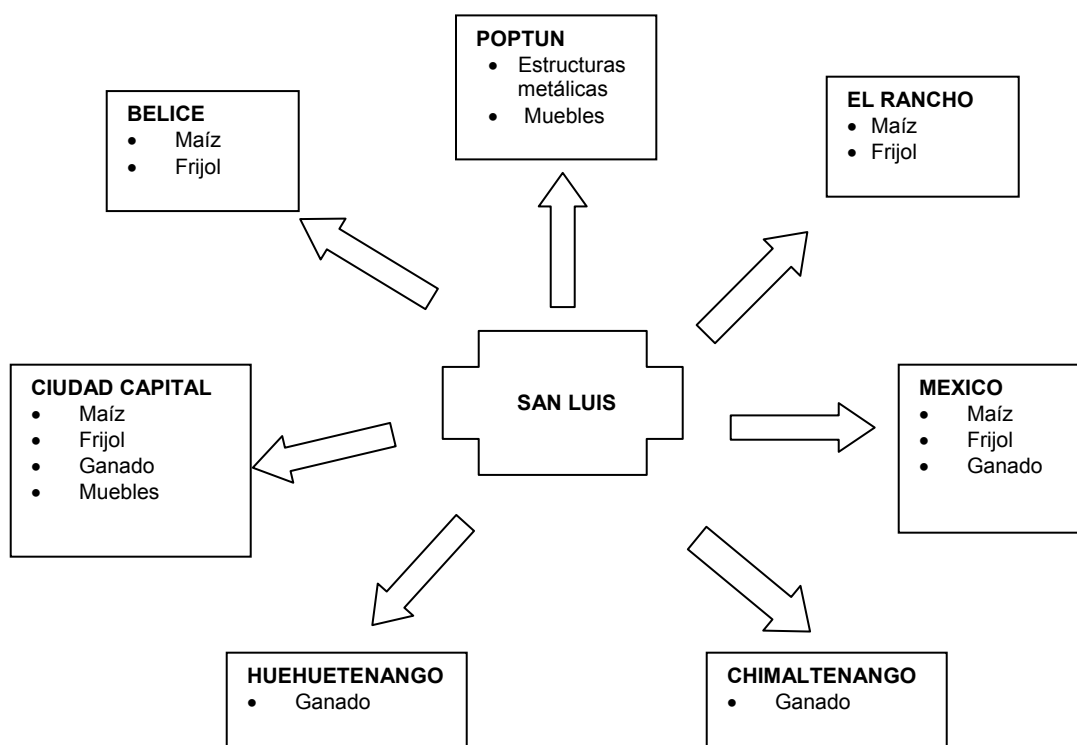 POPTUN
• Estructuras
metálicas
• Muebles
BELICE
• Maíz
• Frijol
EL RANCHO
• Maíz
• Frijol
CIUDAD CAPITAL
• Maíz
• Frijol
• Ganado
• Muebles
SAN LUIS
MEXICO
• Maíz
• Frijol
• Ganado
HUEHUETENANGO
• Ganado
CHIMALTENANGO
• Ganado